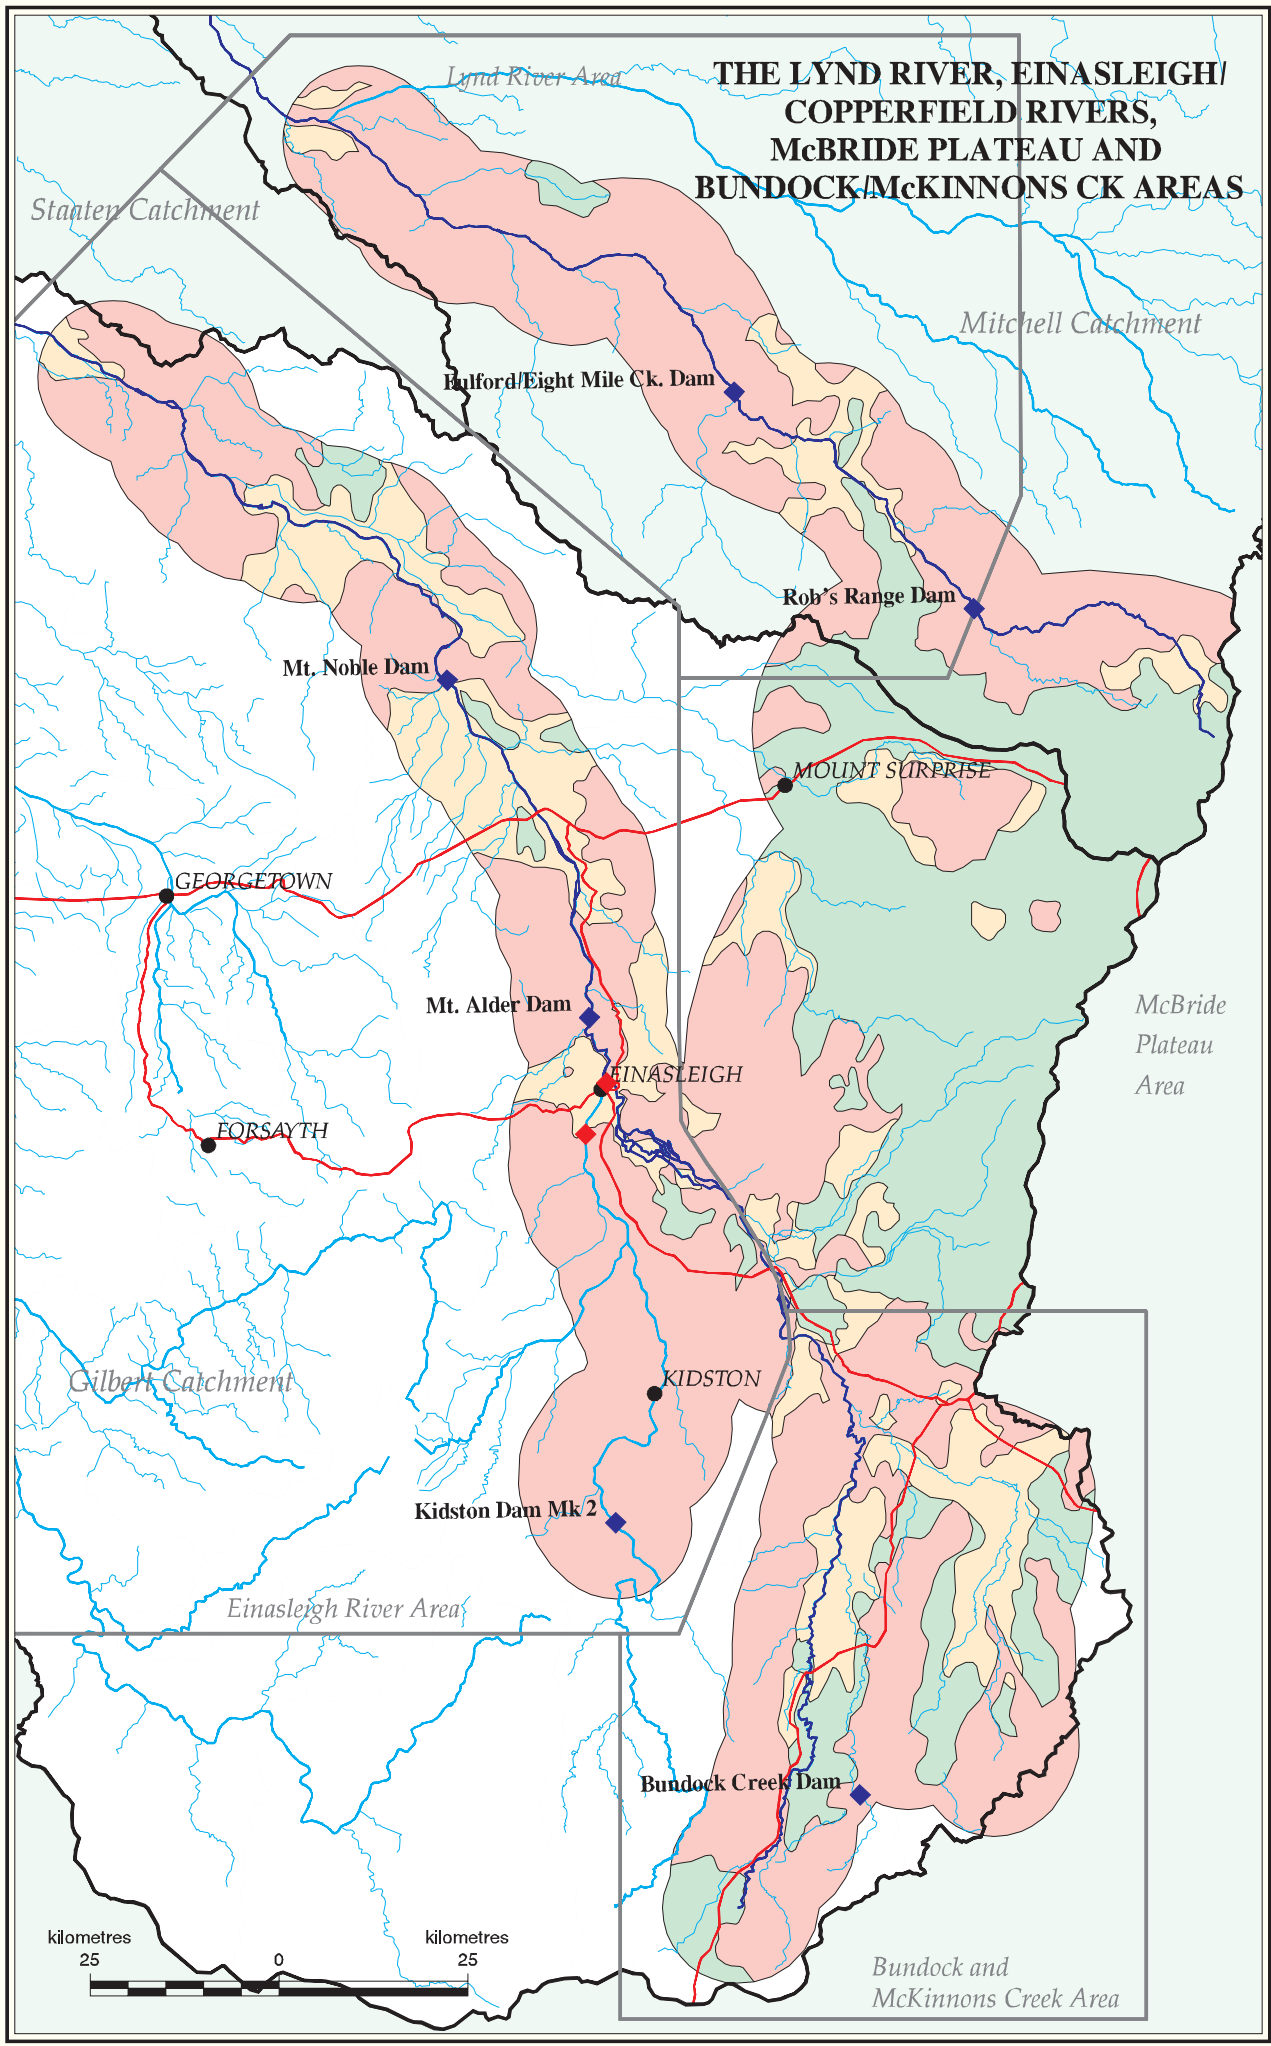 Lynd River Area
THE LYND RIVER, EINASLEIGH/
COPPERFIELD RIVERS,
McBRIDE PLATEAU AND
BUNDOCK/McKINNONS CK AREAS
Staaten Catchment
Mitchell Catchment
Fulford/Eight Mile Ck. Dam
Rob's Range Dam
Mt. Noble Dam
MOUNT SURPRISE
GEORGETOWN
Mt. Alder Dam
McBride
Plateau
Area
EINASLEIGH
FORSAYTH
Gilbert Catchment
KIDSTON
Kidston Dam Mk 2
Einasleigh River Area
Bundock Creek Dam
kilometres
kilometres
25
0
25
Bundock and
McKinnons Creek Area